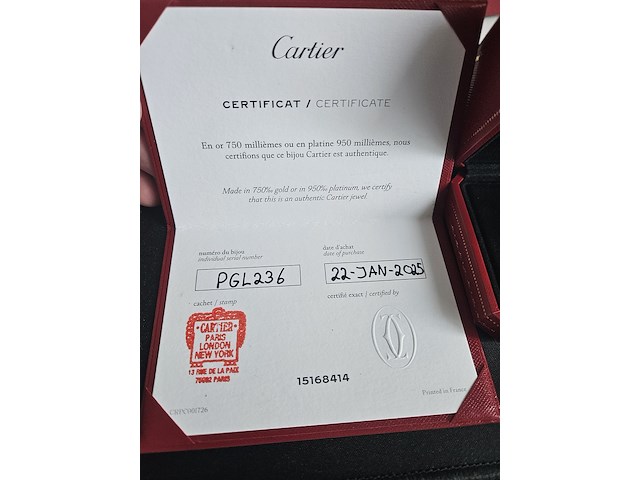 Cartier
CERTIFICAT / CERTIFICATE
En or 750 millièmes ou en platine 950 millièmes, nous
certifions que ce bijou Cartier est authentique.
Made in 750‰ gold or in 950‰ platinum, we certify
that this is an authentic Cartier jewel.
numéro du bijou
individual serial number
PGL236
date d'achat
date of purchase
22-JAN-2025
cachet / stamp
certifié exact / certified by
CARTIER
PARIS
LONDON
NEW YORK
13 RUE DE LA PAIX
75002 PARIS
15168414
Printed in France